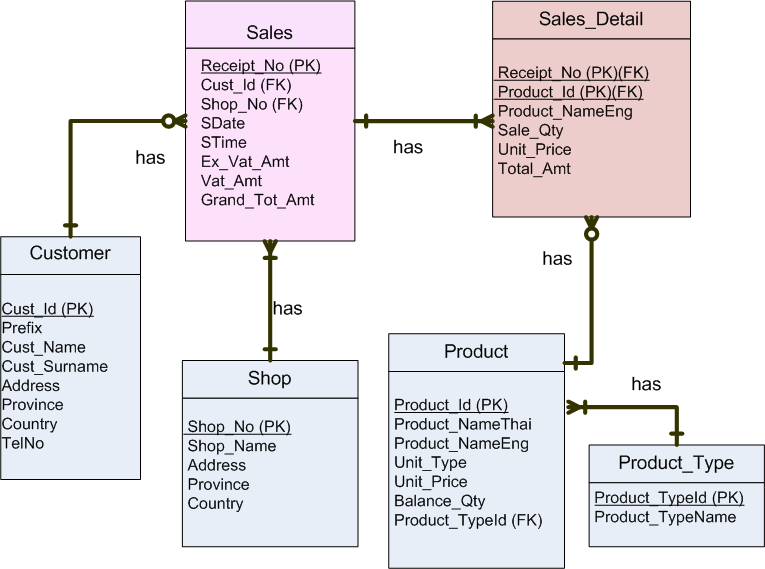 Sales
Receipt_No (PK)
Cust_Id (FK)
Shop_No (FK)
SDate
STime
Ex_Vat_Amt
Vat_Amt
Grand_Tot_Amt
Sales_Detail
Receipt_No (PK)(FK)
Product_Id (PK)(FK)
Product_NameEng
Sale_Qty
Unit_Price
Total_Amt
has
has
Customer
Cust_Id (PK)
Prefix
Cust_Name
Cust_Surname
Address
Province
Country
TelNo
has
has
Shop
Shop_No (PK)
Shop_Name
Address
Province
Country
Product
Product_Id (PK)
Product_NameThai
Product_NameEng
Unit_Type
Unit_Price
Balance_Qty
Product_TypeId (FK)
has
Product_Type
Product_TypeId (PK)
Product_TypeName